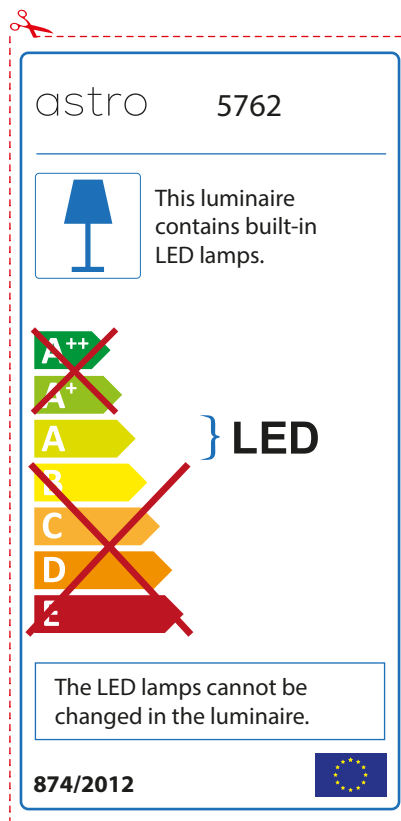 astro 5762
This luminaire
contains built-in
LED lamps.
A++
A+
A
LED
B
C
D
E
The LED lamps cannot be
changed in the luminaire.
874/2012